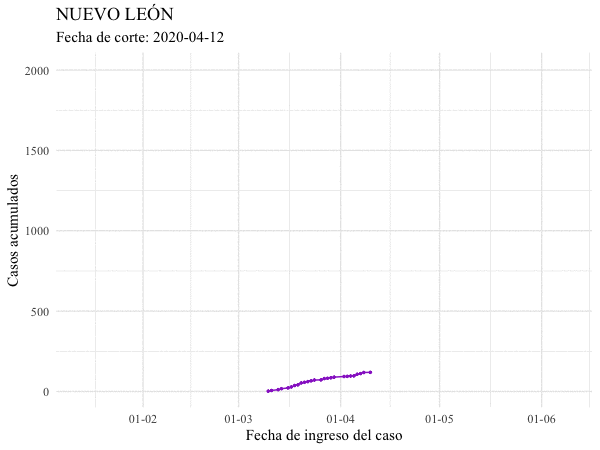 NUEVO LEÓN
Fecha de corte: 2020-04-12
Casos acumulados
2000
1500
1000
500
0
01-02 01-03 01-04 01-05 01-06
Fecha de ingreso del caso